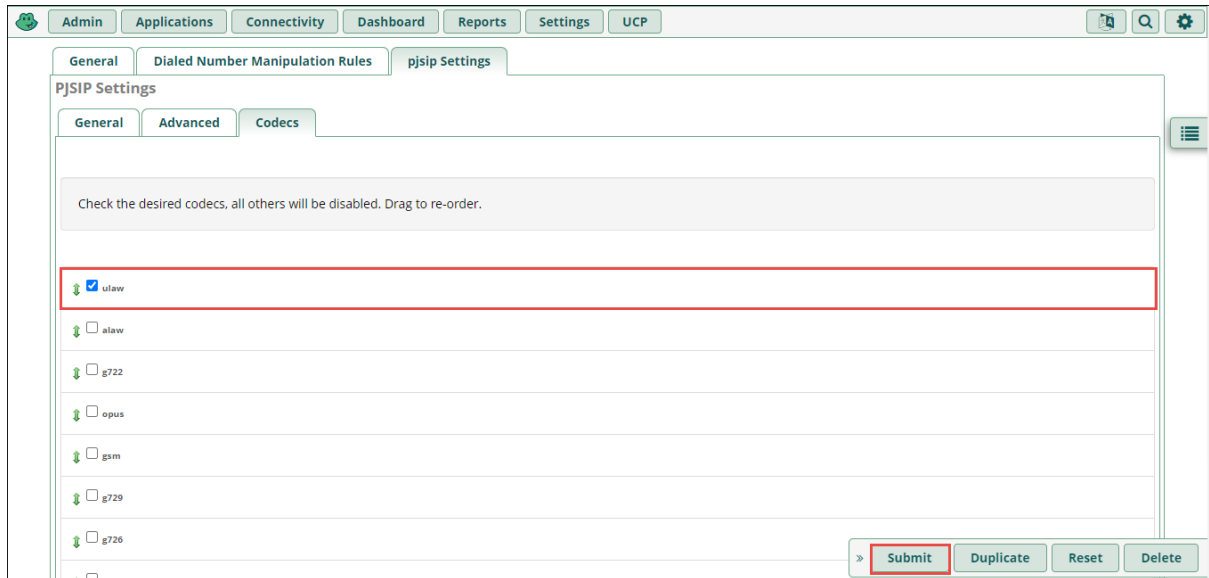 Admin Applications Connectivity Dashboard Reports Settings UCP
General Dialed Number Manipulation Rules pjsip Settings
PJSIP Settings
General Advanced Codecs
Check the desired codecs, all others will be disabled. Drag to re-order.
ulaw
alaw
g722
opus
gsm
g729
g726
» Submit Duplicate Reset Delete